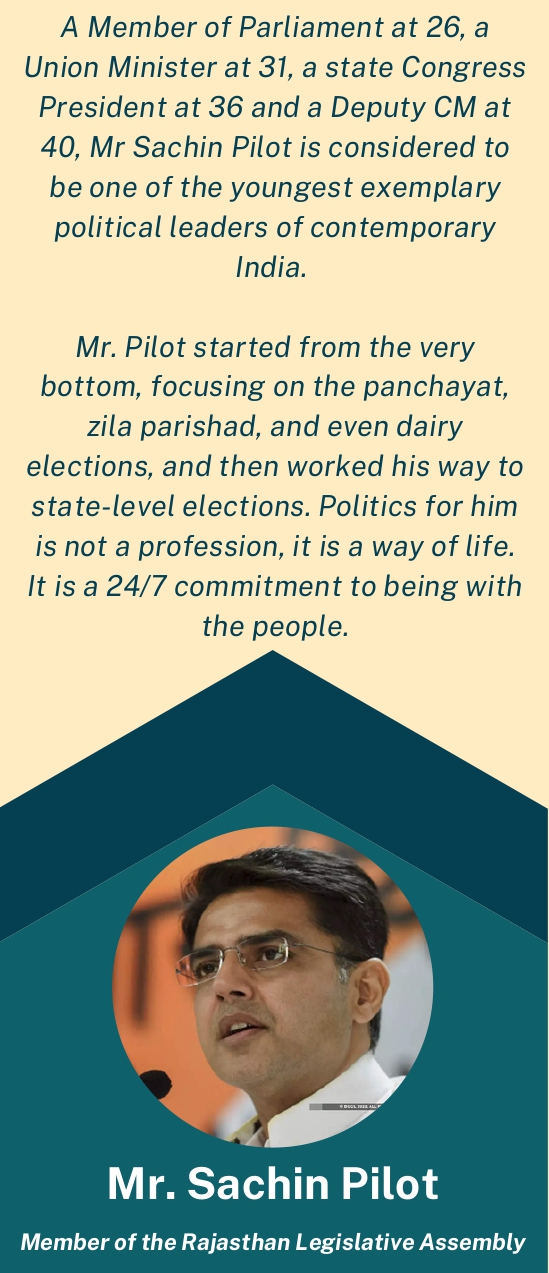 A Member of Parliament at 26, a
Union Minister at 31, a state Congress
President at 36 and a Deputy CM at
40, Mr Sachin Pilot is considered to
be one of the youngest exemplary
political leaders of contemporary
India.
Mr. Pilot started from the very
bottom, focusing on the panchayat,
zila parishad, and even dairy
elections, and then worked his way to
state-level elections. Politics for him
is not a profession, it is a way of life.
It is a 24/7 commitment to being with
the people.
Mr. Sachin Pilot
Member of the Rajasthan Legislative Assembly